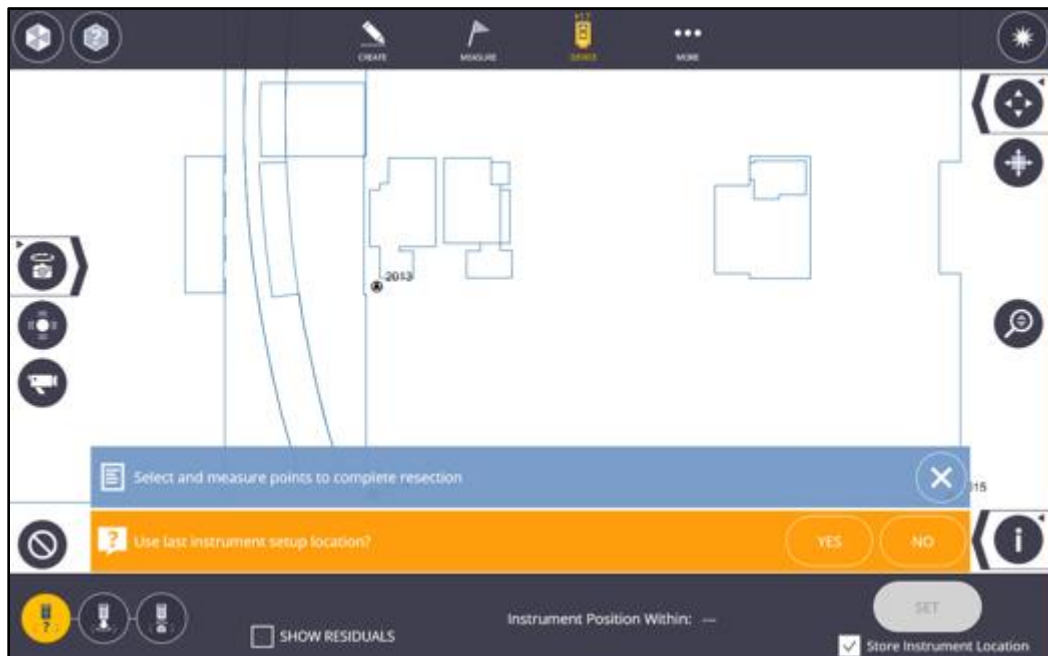 CREATE
MEASURE
DEVICE
MORE
2013
Select and measure points to complete resection
Use last instrument setup location?
YES
NO
Instrument Position Within: ---
SET
SHOW RESIDUALS
Store Instrument Location